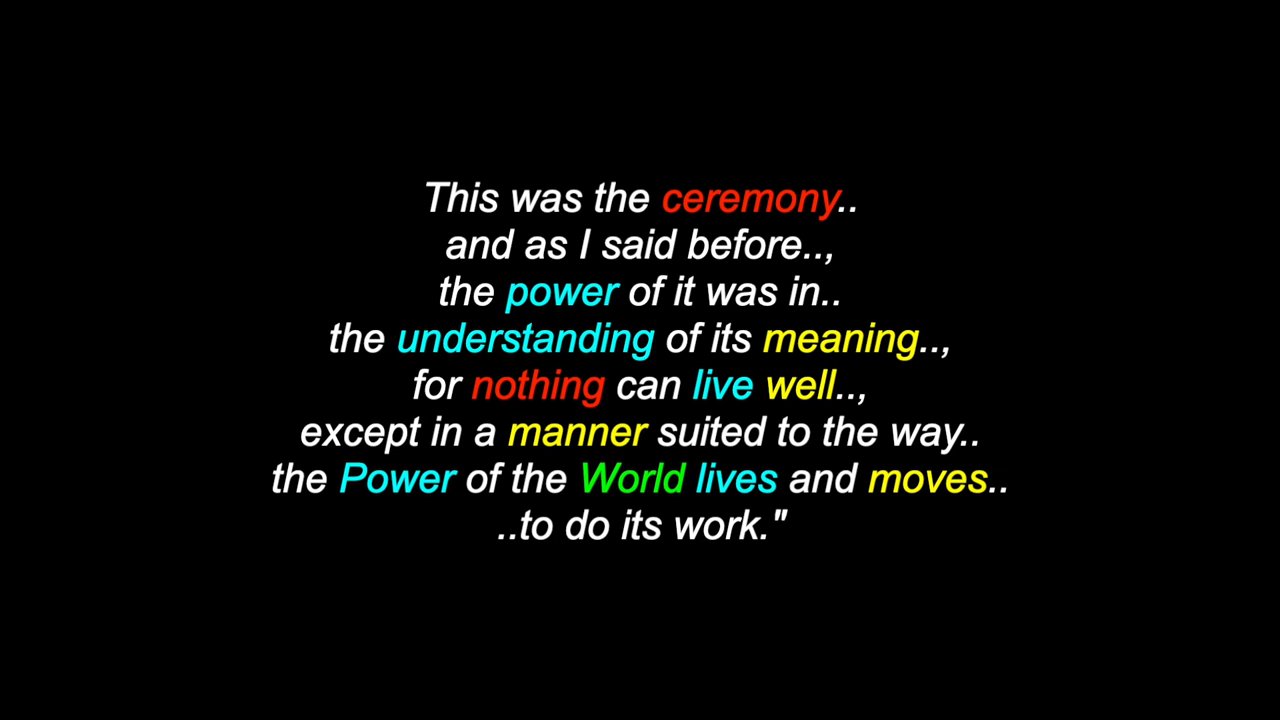 This was the ceremony..
and as I said before..,
the power of it was in..
the understanding of its meaning..,
for nothing can live well..,
except in a manner suited to the way..
the Power of the World lives and moves..
..to do its work."